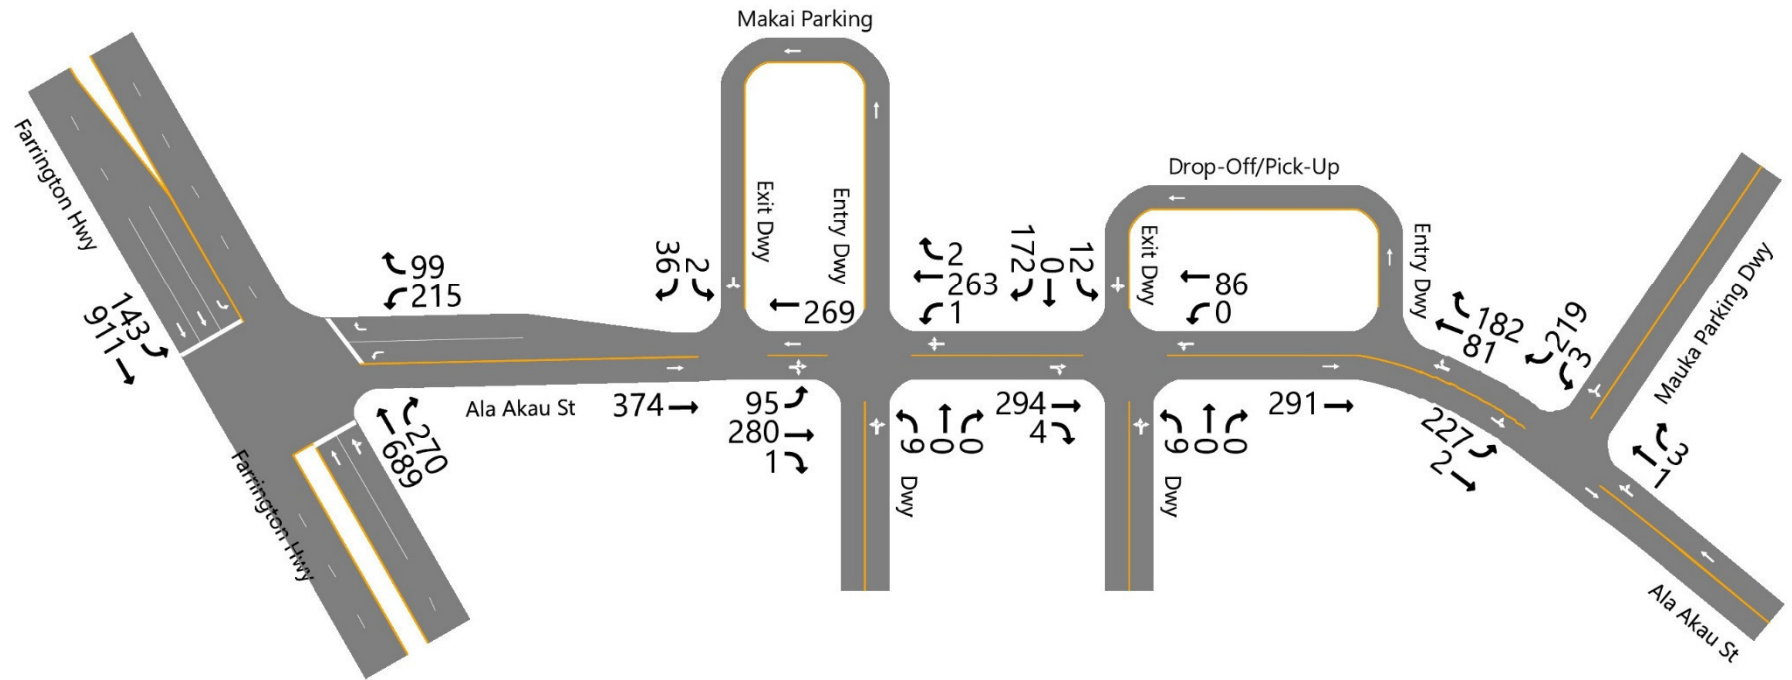 Makai Parking
Drop-Off/Pick-Up
Farrington Hwy
Exit Dwy
Entry Dwy
Exit Dwy
Entry Dwy
Mauka Parking Dwy
143
911
99
215
36
2
269
2
263
1
172
0
12
86
0
182
81
219
3
Ala Akau St
374
95
280
1
9
0
0
294
4
9
0
0
291
227
2
3
1
270
689
Farrington Hwy
Dwy
Dwy
Ala Akau St